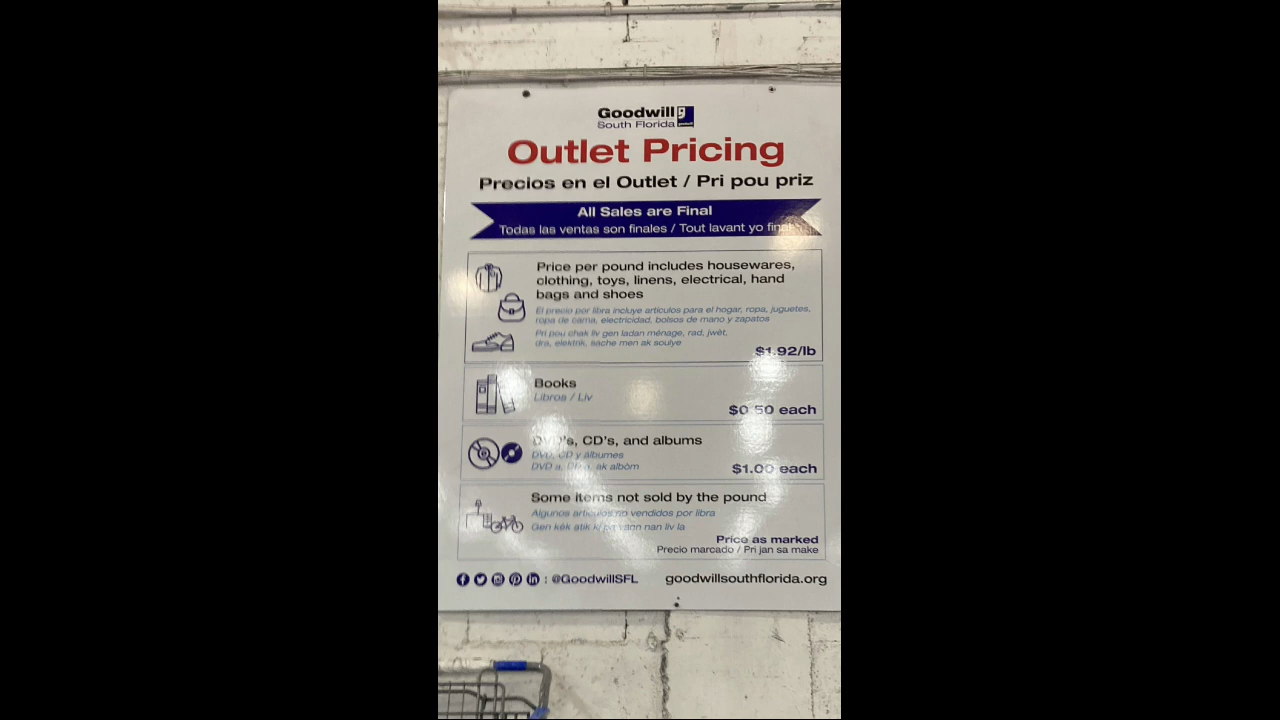 Goodwill
South Florida
Outlet Pricing
Precios en el Outlet / Pri pou priz
All Sales are Final
Todas las ventas son finales / Tout lavant yo final
Price per pound includes housewares,
clothing, toys, linens, electrical, hand
bags and shoes
El precio por libra incluye artículos para el hogar, ropa, juguetes,
ropa de cama, electricidad, bolsos de mano y zapatos
Pri pou chak liv gen ladan ménage, rad, jwèt,
dra, elektrik, sache men ak soulye
$1.92/lb
Books
Libros / Liv
$0.50 each
DVD's, CD's, and albums
DVD, CD y álbumes
DVD a, CD a, ak albòm
$1.00 each
Some items not sold by the pound
Algunos artículos no vendidos por libra
Gen kèk atik ki pa vann nan liv la
Price as marked
Precio marcado / Pri jan sa make
: @GoodwillSFL goodwillsouthflorida.org